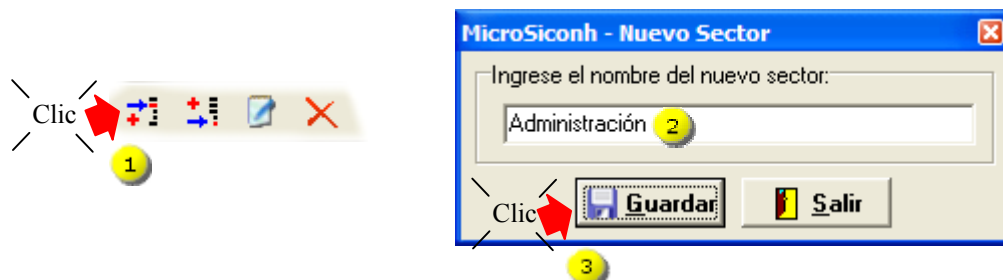 Clic
1
MicroSiconh - Nuevo Sector
Ingrese el nombre del nuevo sector:
Administración 2
Clic
Guardar
Salir
3